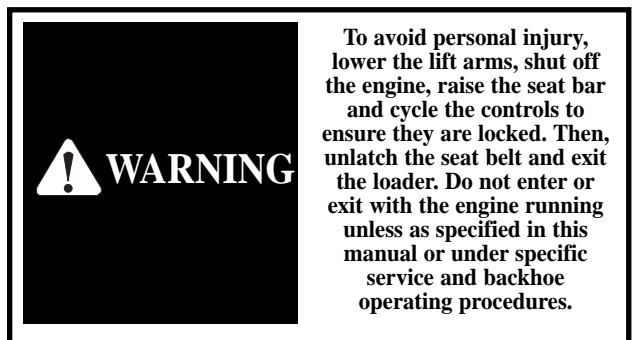 WARNING
To avoid personal injury,
lower the lift arms, shut off
the engine, raise the seat bar
and cycle the controls to
ensure they are locked. Then,
unlatch the seat belt and exit
the loader. Do not enter or
exit with the engine running
unless as specified in this
manual or under specific
service and backhoe
operating procedures.